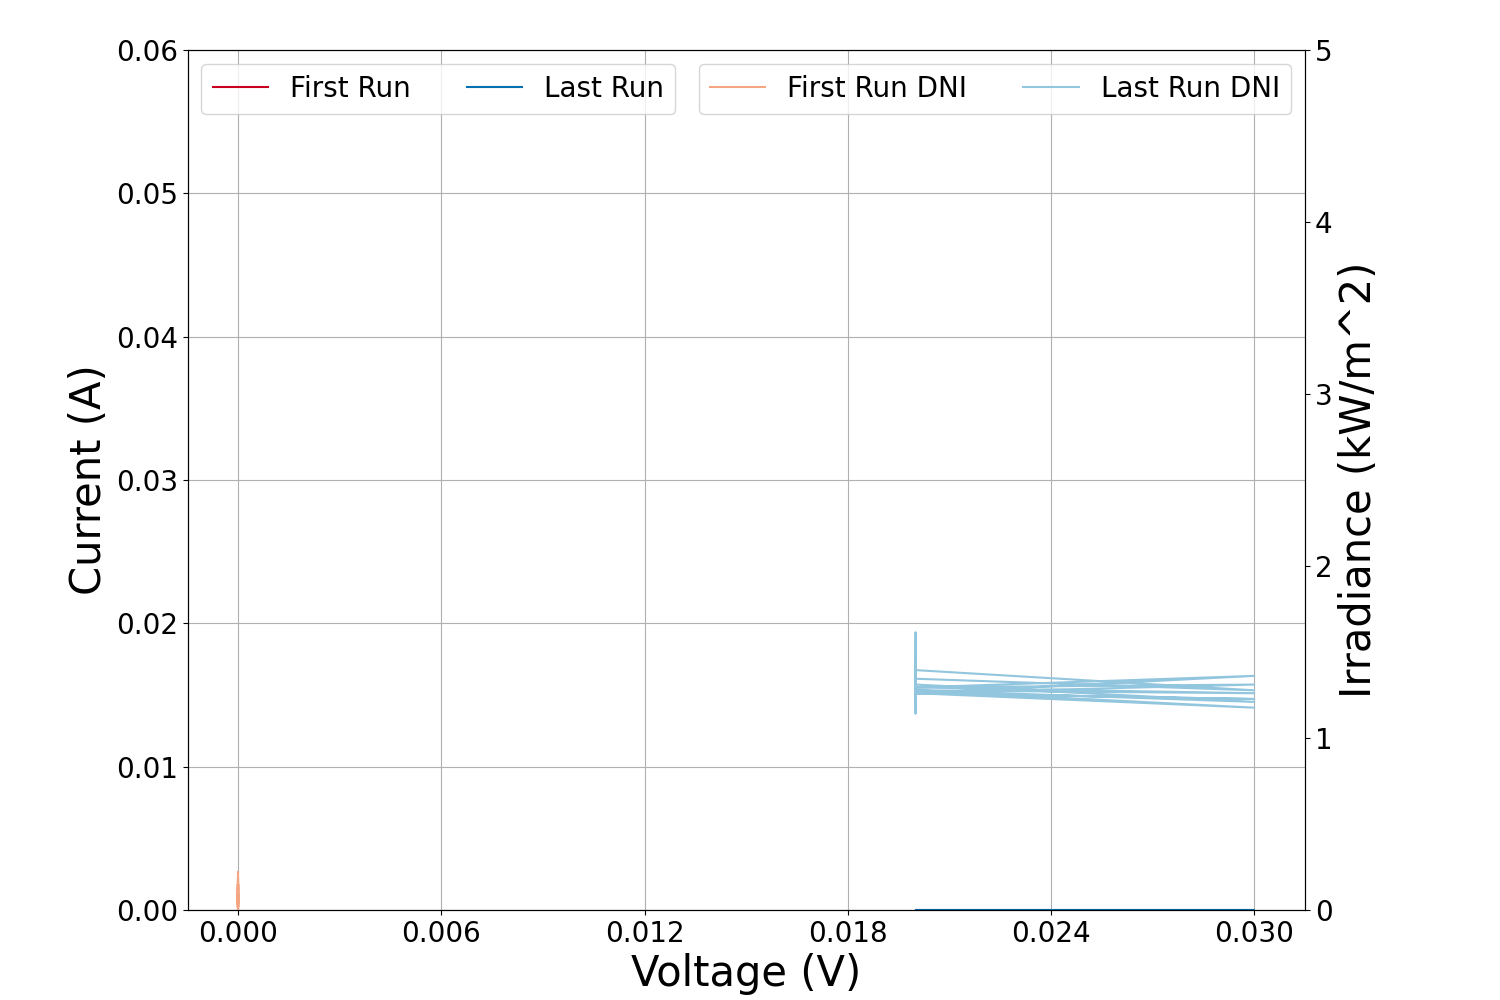 First Run
Last Run
First Run DNI
Last Run DNI
0.06
0.05
0.04
0.03
0.02
0.01
0.00
Current (A)
5
4
3
2
1
0
Irradiance (kW/m^2)
0.000
0.006
0.012
0.018
0.024
0.030
Voltage (V)